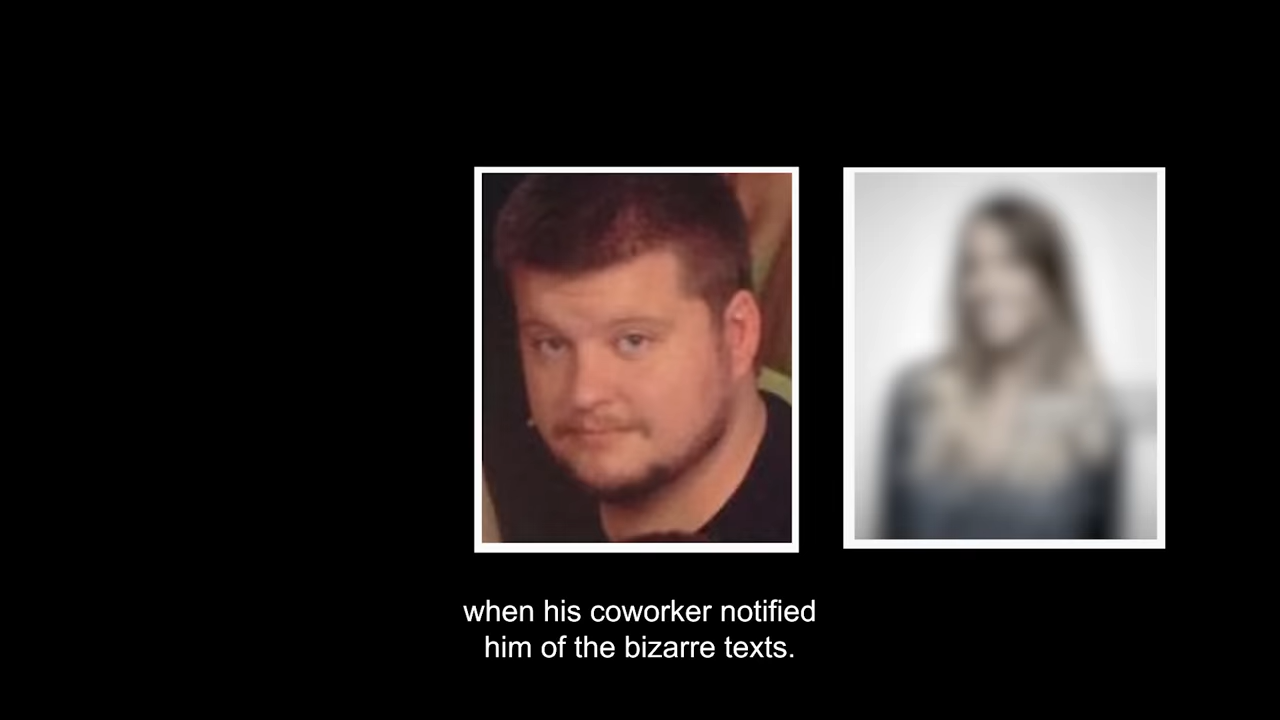 when his coworker notified
him of the bizarre texts.